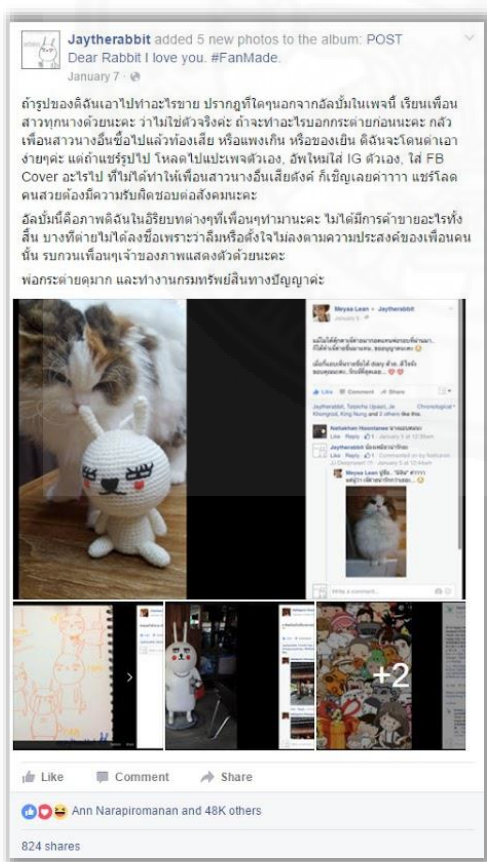 Jaytherabbit added 5 new photos to the album: POST
Dear Rabbit I love you. #FanMade.
January 7
ถ้ารูปของดิฉันเอาไปทำอะไรขาย ปรากฎที่ใดๆนอกจากอัลบั้มในเพจนี้ เรียนเพื่อน
สาวทุกนางด้วยนะคะ ว่าไม่ใช่ตัวจริงค่ะ ถ้าจะทำอะไรบอกกระต่ายก่อนนะคะ กลัว
เพื่อนสาวนางอื่นซื้อไปแล้วท้องเสีย หรือแพงเกิน หรือของเยิน ดิฉันจะโดนด่าเอา
ง่ายๆค่ะ แต่ถ้าแชร์รูปไป โหลดไปแปะเพจตัวเอง, อัพใหม่ใส่ IG ตัวเอง, ใส่ FB
Cover อะไรไป ที่ไม่ได้ทำให้เพื่อนสาวนางอื่นเสียตังค์ ก็เชิญเลยค่าาาา แชร์โลด
คนสวยต้องมีความรับผิดชอบต่อสังคมนะคะ
อัลบั้มนี้คือภาพดิฉันในอิริยบทต่างๆที่เพื่อนๆทำมานะคะ ไม่ได้มีการค้าขายอะไรทั้ง
สิ้น บางทีต่ายไม่ได้ลงชื่อเพราะว่าลืมหรือตั้งใจไม่ลงตามความประสงค์ของเพื่อนคน
นั้น รบกวนเพื่อนๆเจ้าของภาพแสดงตัวด้วยนะคะ
พ่อกระต่ายดุมาก และทำงานกรมทรัพย์สินทางปัญญาค่ะ
Meyaa Lean ▸ Jaytherabbit
January 5
Like Comment Share
Chronological
and 2 others like this.
Like Reply 1 January 5 at 12:38am
Jaytherabbit
Write a comment...
+2
Like Comment Share
Ann Narapiromanan and 48K others
824 shares